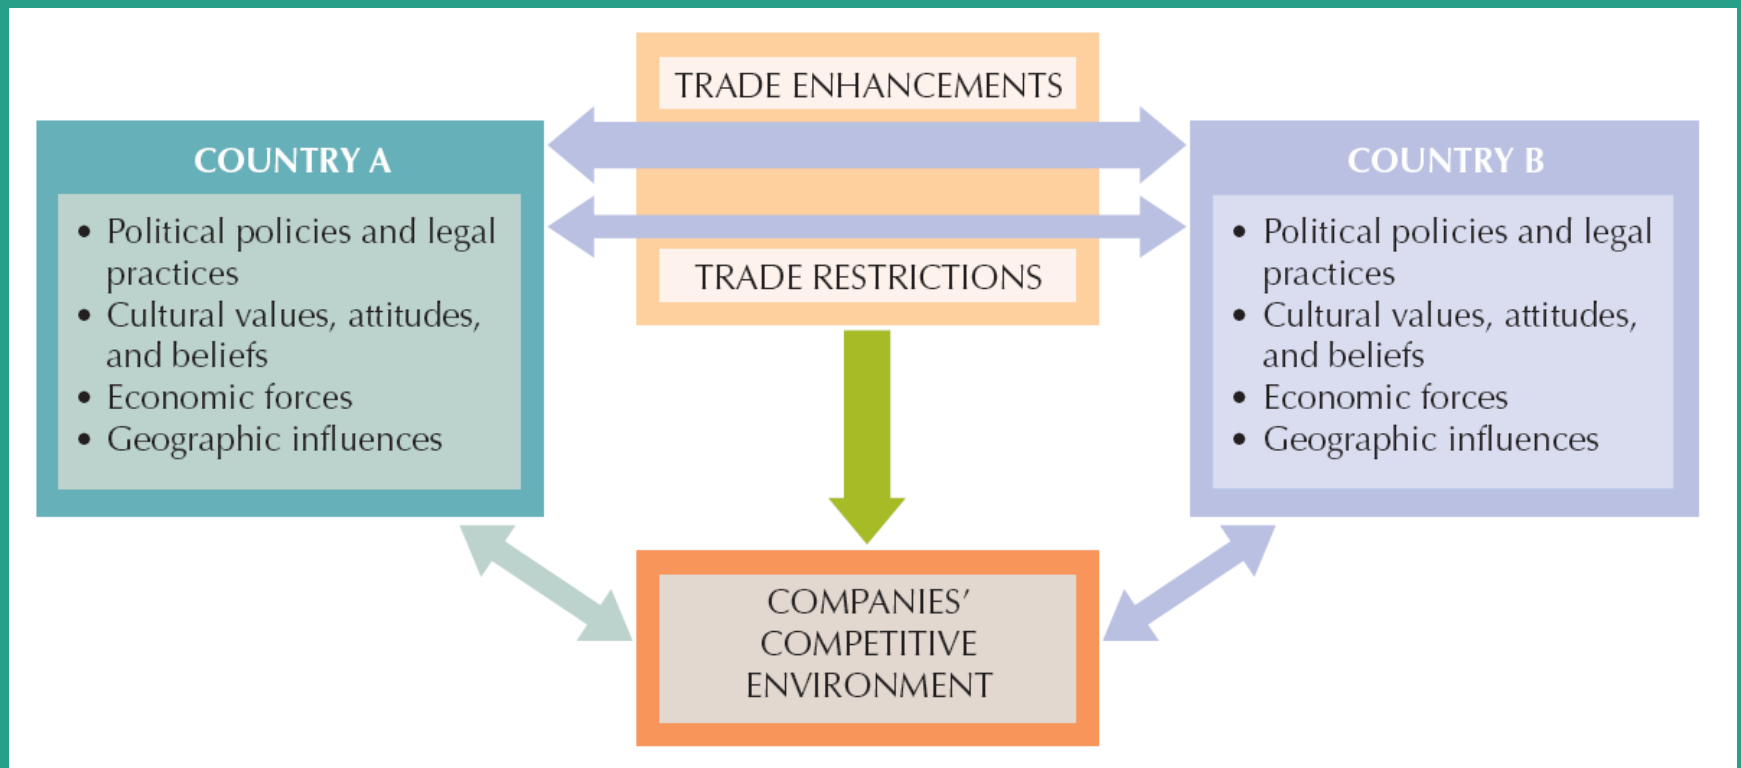 TRADE ENHANCEMENTS
COUNTRY A
• Political policies and legal
practices
• Cultural values, attitudes,
and beliefs
• Economic forces
• Geographic influences
TRADE RESTRICTIONS
COUNTRY B
• Political policies and legal
practices
• Cultural values, attitudes,
and beliefs
• Economic forces
• Geographic influences
COMPANIES’
COMPETITIVE
ENVIRONMENT